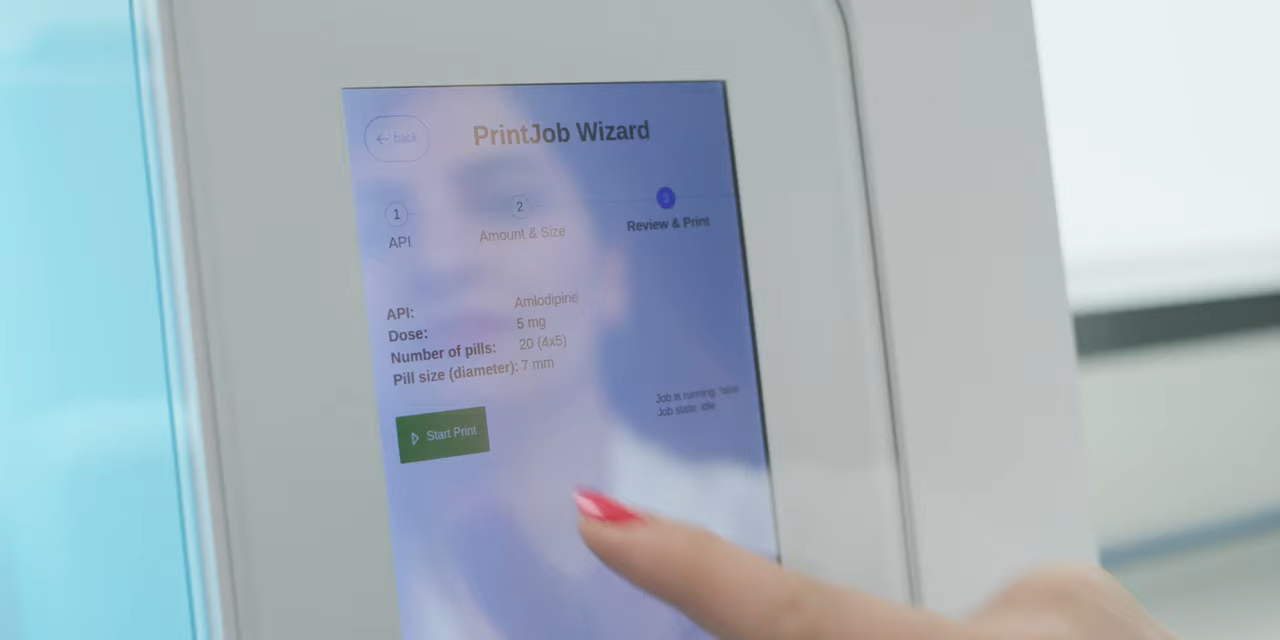 ← back
PrintJob Wizard
1
2
3
API
Amount & Size
Review & Print
API: Amlodipine
Dose: 5 mg
Number of pills: 20 (4x5)
Pill size (diameter): 7 mm
Job is running: false
Job state: idle
Start Print